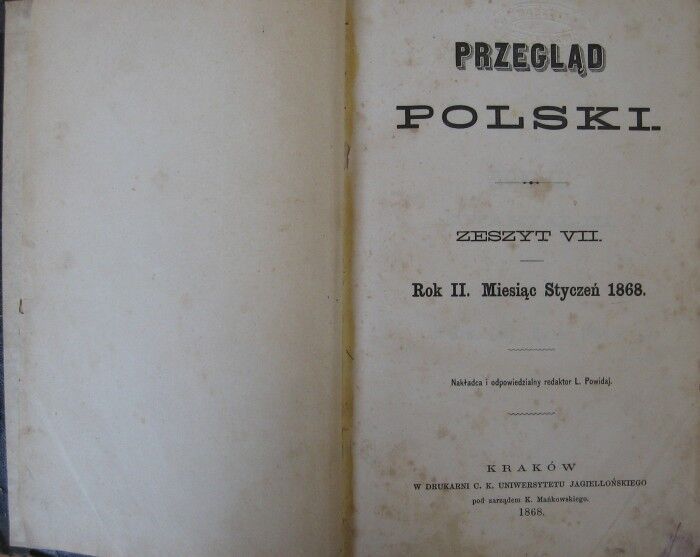 PRZEGLĄD
POLSKI.
ZESZYT VII.
Rok II. Miesiąc Styczeń 1868.
Nakładca i odpowiedzialny redaktor L. Powidaj.
KRAKÓW
W DRUKARNI C. K. UNIWERSYTETU JAGIELLOŃSKIEGO
pod zarządem K. Mańkowskiego.
1868.